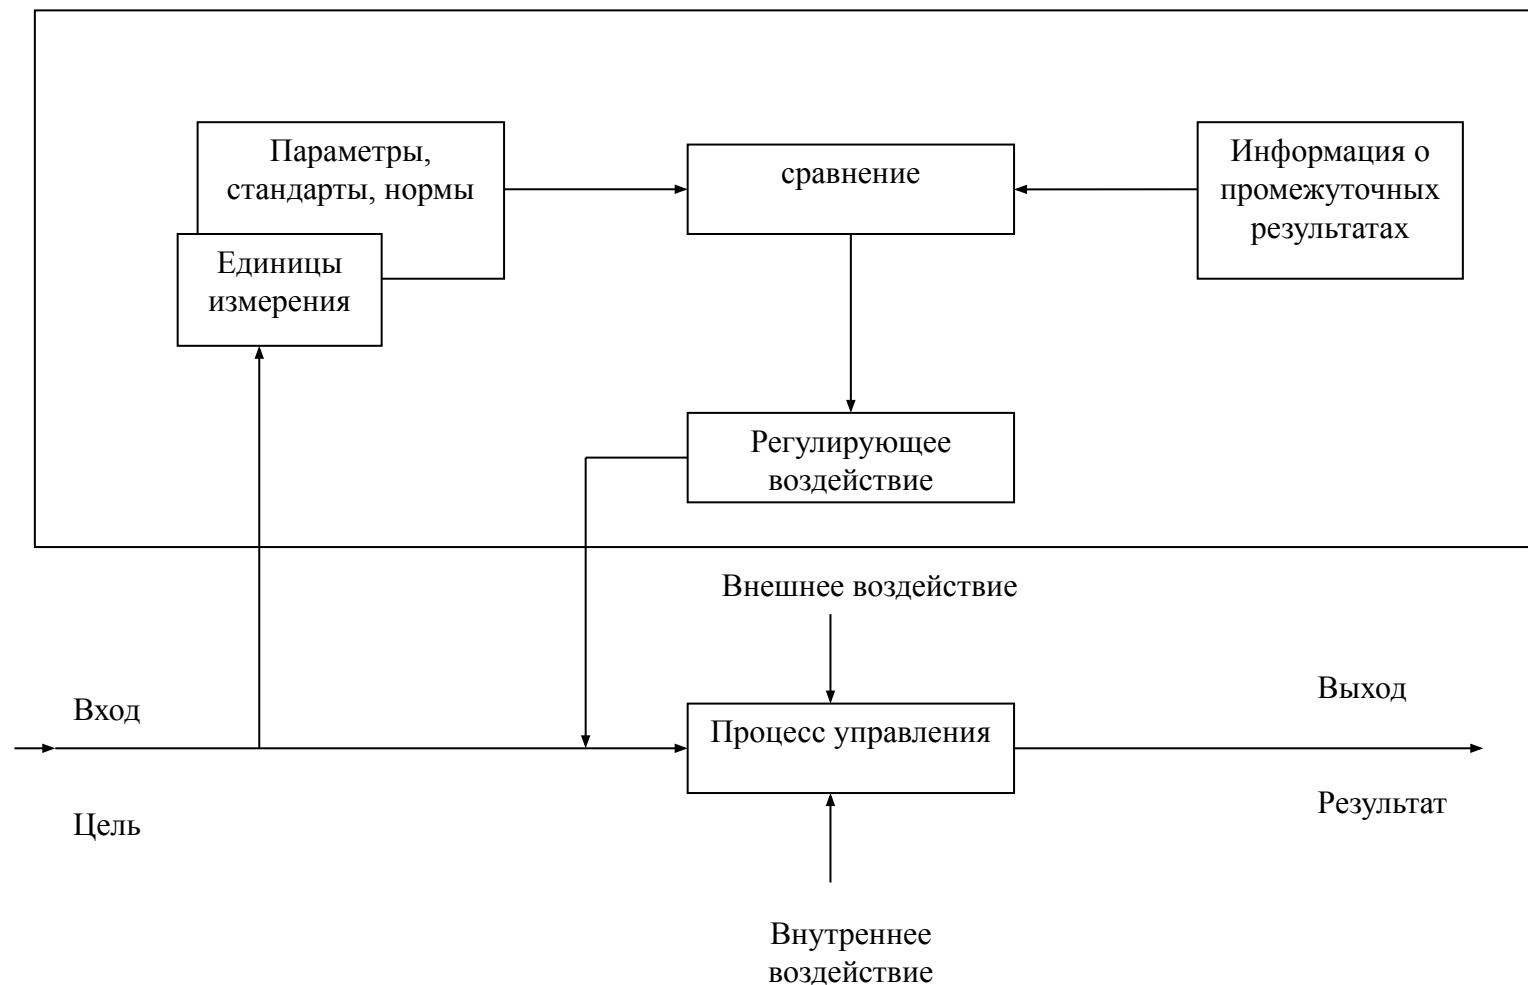 Параметры,
стандарты, нормы
Единицы
измерения
сравнение
Информация о
промежуточных
результатах
Регулирующее
воздействие
Внешнее воздействие
Вход
Цель
Процесс управления
Выход
Результат
Внутреннее
воздействие